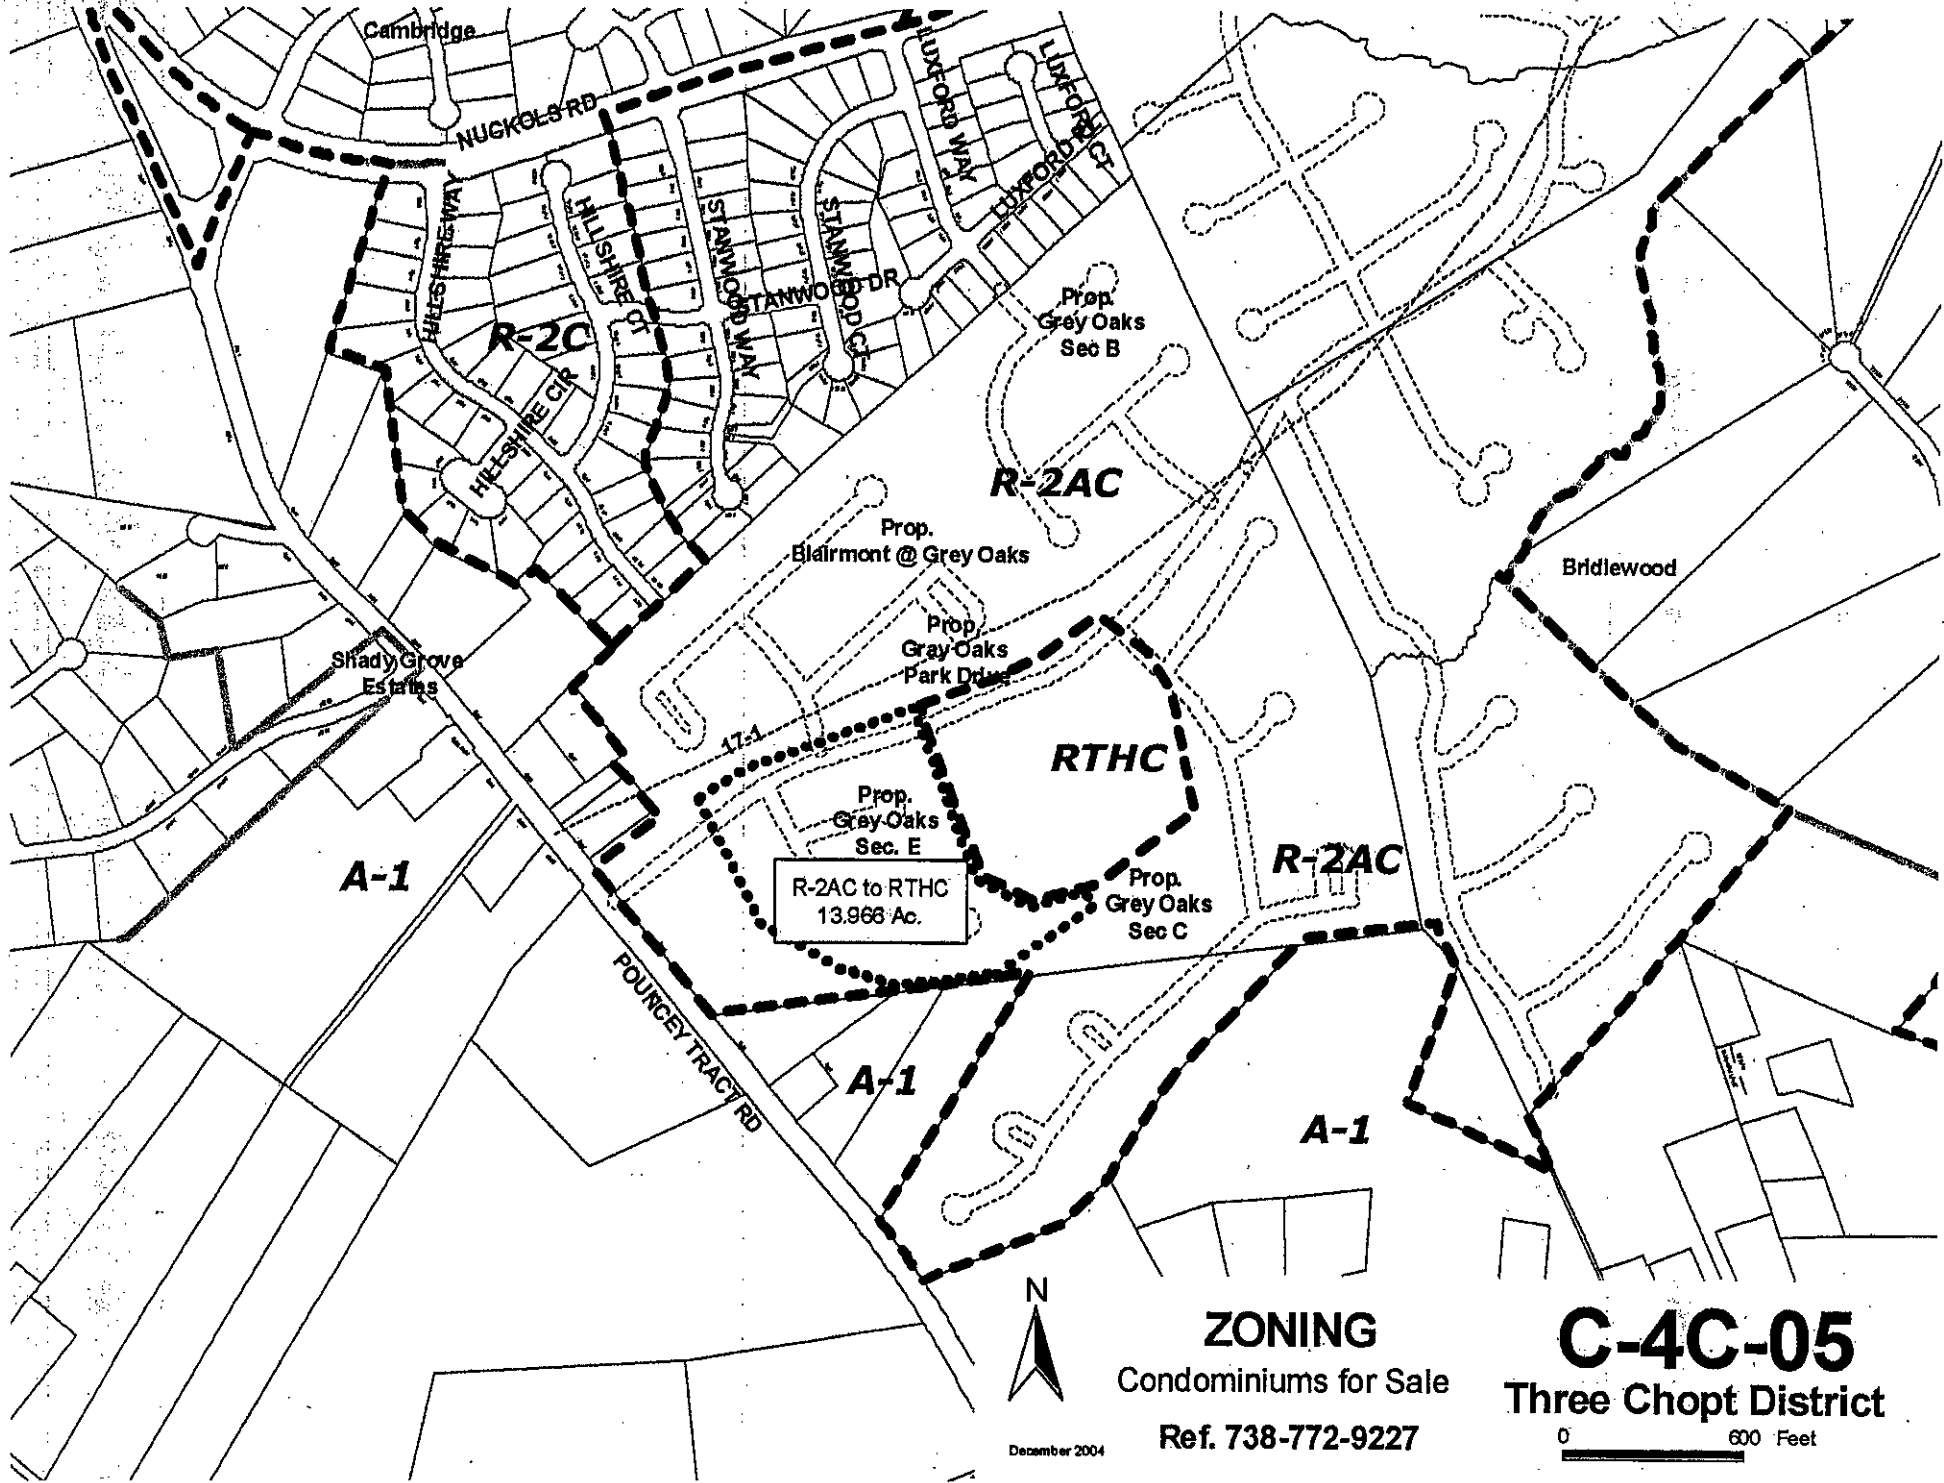 Cambridge
NUCKOLS RD
LUXFORD WAY
LUXFORD CT
LUXFORD PL
HILLSHIRE WAY
HILLSHIRE CT
STANWOOD WAY
STANWOOD CT
STANWOOD DR
R-2C
HILLSHIRE CIR
Prop.
Grey Oaks
Sec B
R-2AC
Prop.
Blairmont @ Grey Oaks
Bridlewood
Prop.
Gray Oaks
Park Drive
Shady Grove
Estates
17-1
RTHC
Prop.
Grey Oaks
Sec. E
R-2AC to RTHC
13.966 Ac.
A-1
R-2AC
Prop.
Grey Oaks
Sec C
POUNCEY TRACT RD
A-1
A-1
N
ZONING
Condominiums for Sale
Ref. 738-772-9227
December 2004
C-4C-05
Three Chopt District
0 600 Feet